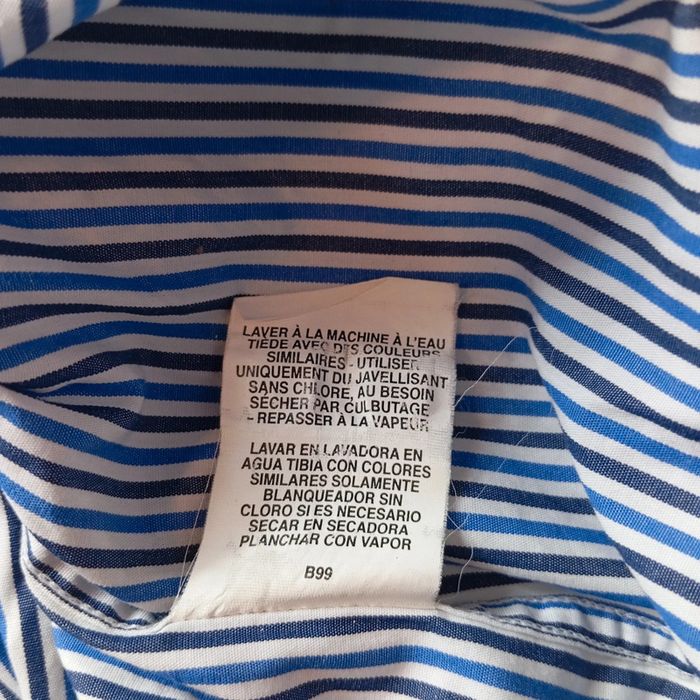 LAVER À LA MACHINE À L'EAU
TIÈDE AVEC DES COULEURS
SIMILAIRES - UTILISER
UNIQUEMENT DU JAVELLISANT
SANS CHLORE, AU BESOIN
SECHER PAR CULBUTAGE
- REPASSER À LA VAPEUR
LAVAR EN LAVADORA EN
AGUA TIBIA CON COLORES
SIMILARES SOLAMENTE
BLANQUEADOR SIN
CLORO SI ES NECESARIO
SECAR EN SECADORA
PLANCHAR CON VAPOR
B99